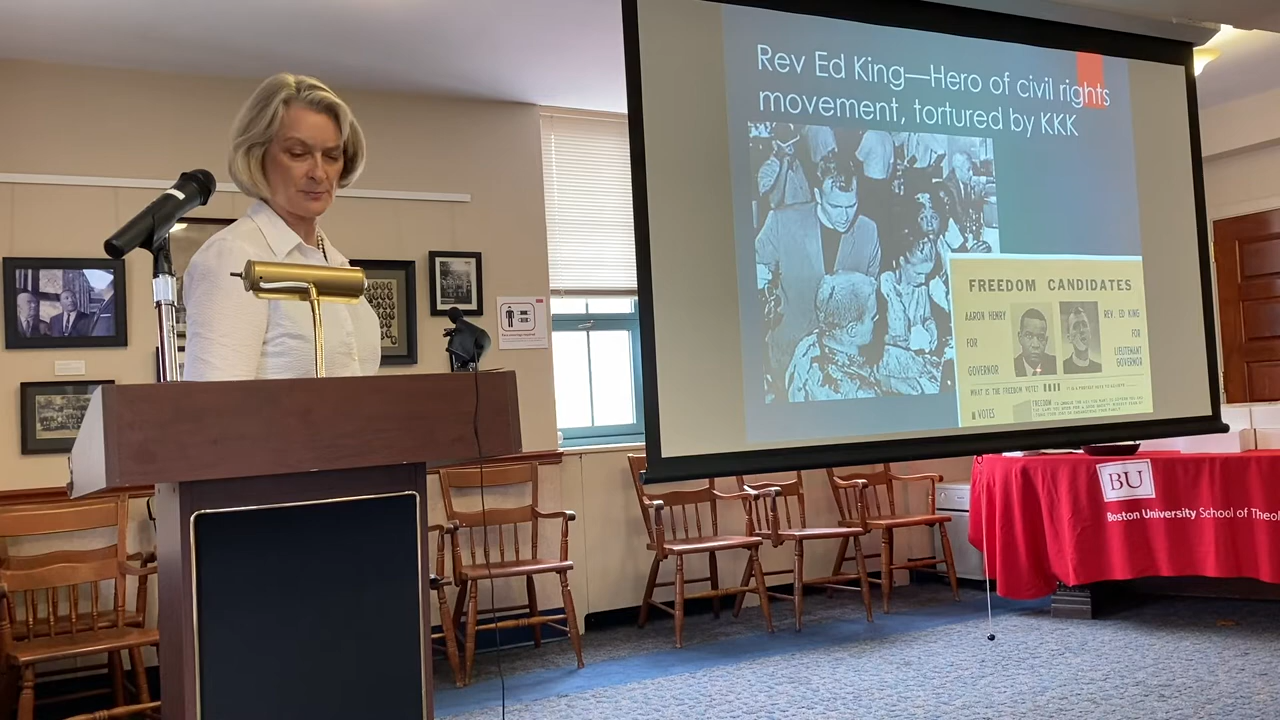 Rev Ed King—Hero of civil rights
movement, tortured by KKK
FREEDOM CANDIDATES
AARON HENRY
FOR
GOVERNOR
REV. ED KING
FOR
LIEUTENANT
GOVERNOR
WHAT IS THE FREEDOM VOTE?
VOTES
FREEDOM
BU
Boston University School of Theol